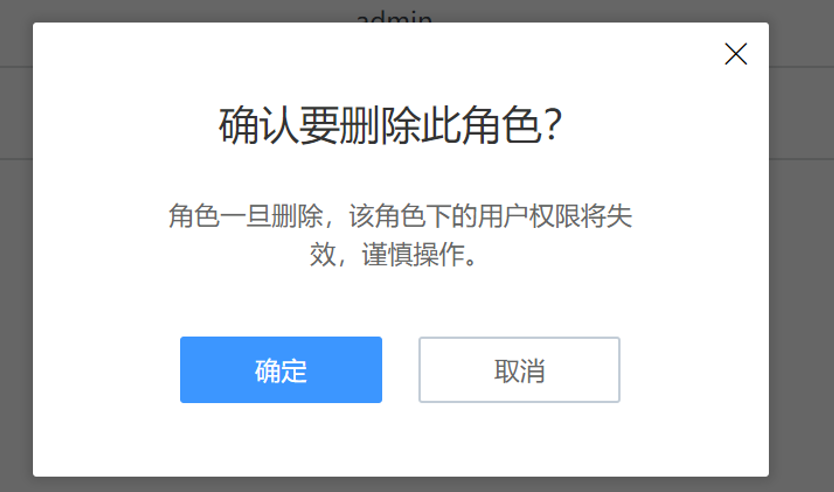 admin
确认要删除此角色？
角色一旦删除，该角色下的用户权限将失
效，谨慎操作。
确定
取消